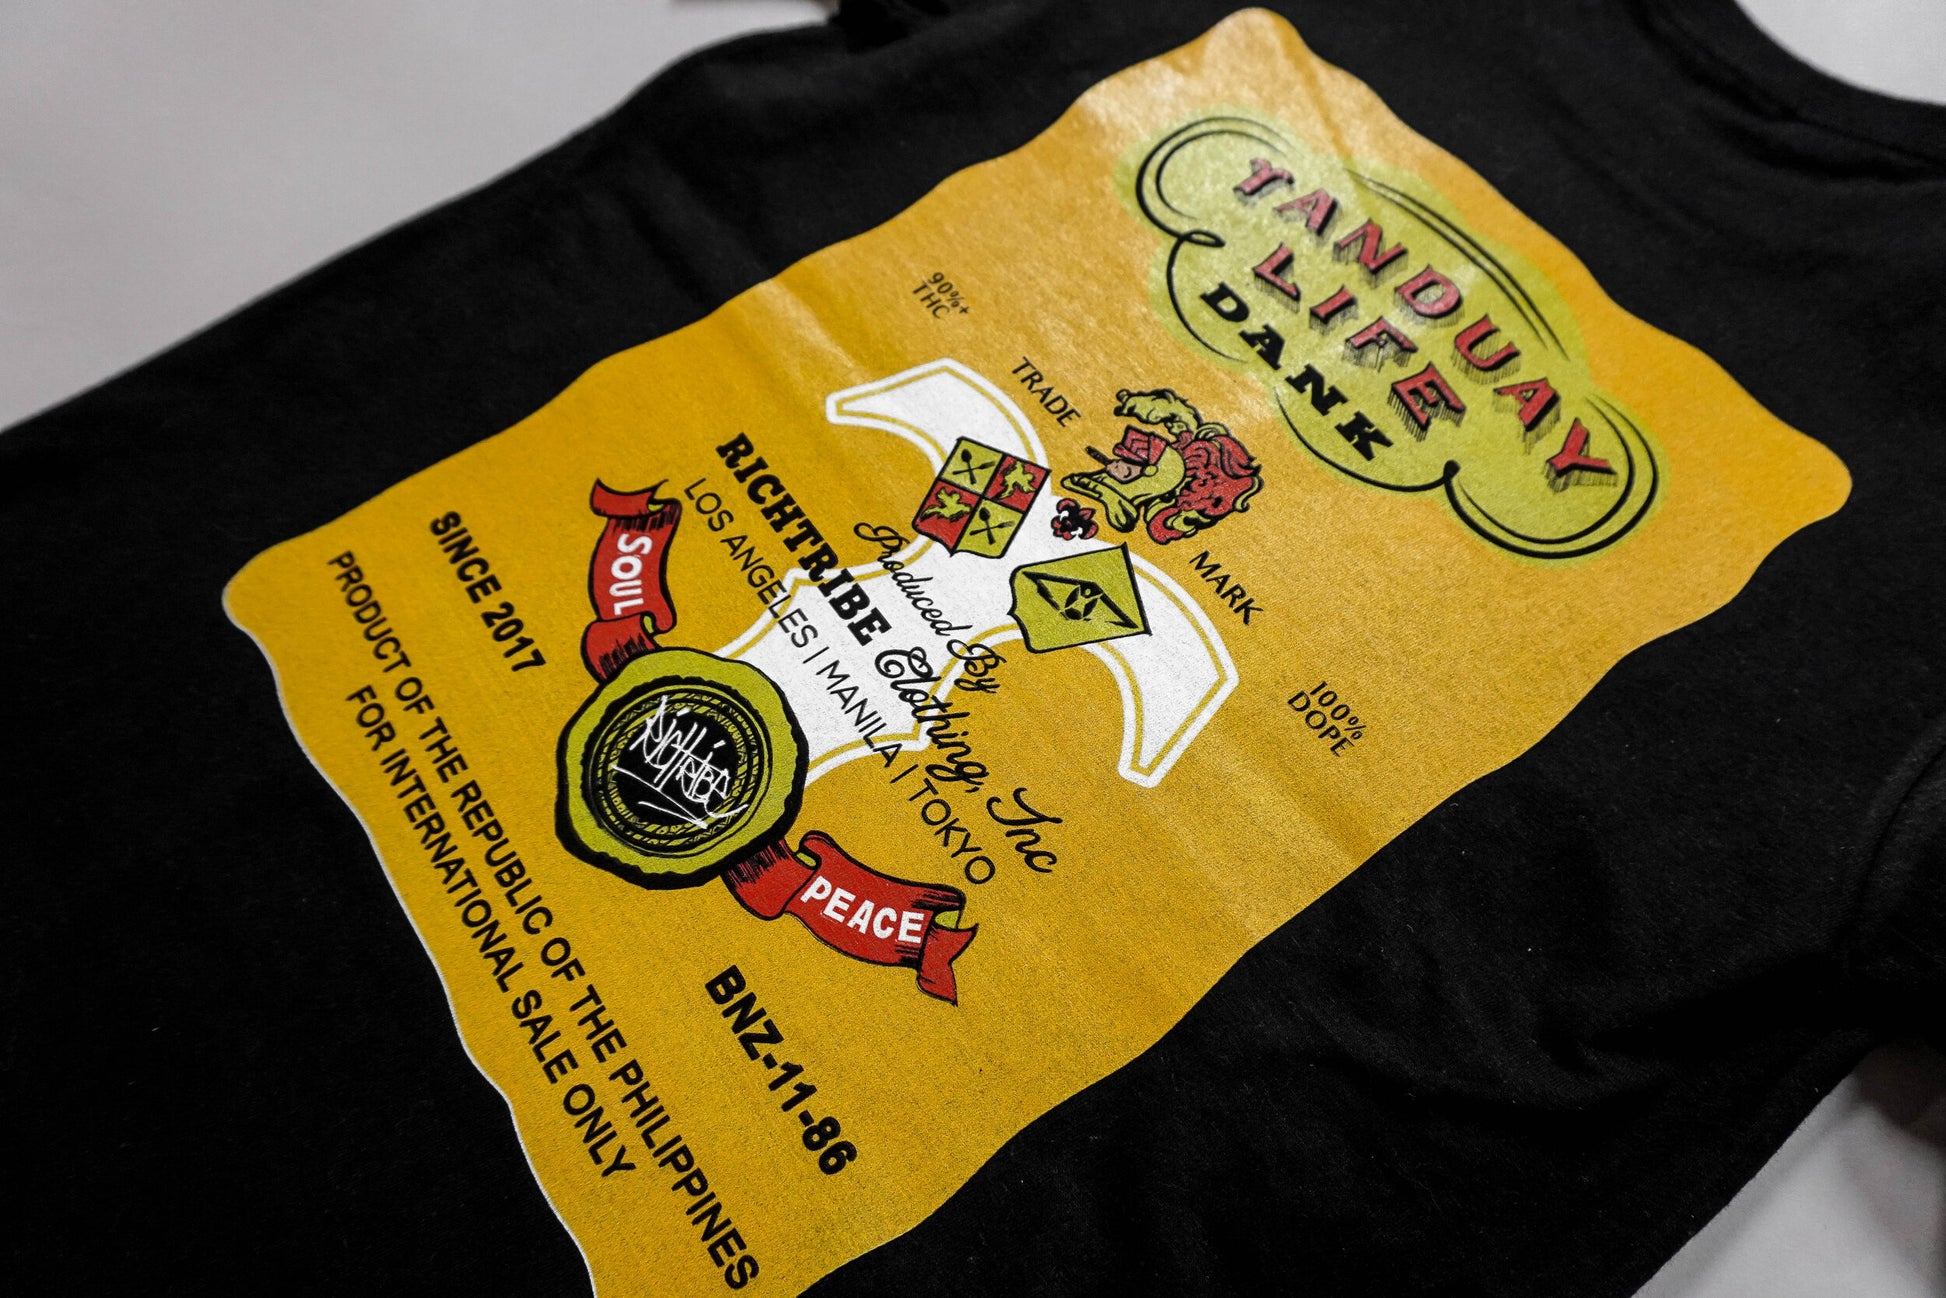 TANDUAY
LIFE
DANK
90%+
THC
TRADE
MARK
100%
DOPE
Produced By
RICHTRIBE Clothing, Inc
LOS ANGELES | MANILA | TOKYO
SOUL
RICHTRIBE
PEACE
SINCE 2017
BNZ-11-86
PRODUCT OF THE REPUBLIC OF THE PHILIPPINES
FOR INTERNATIONAL SALE ONLY